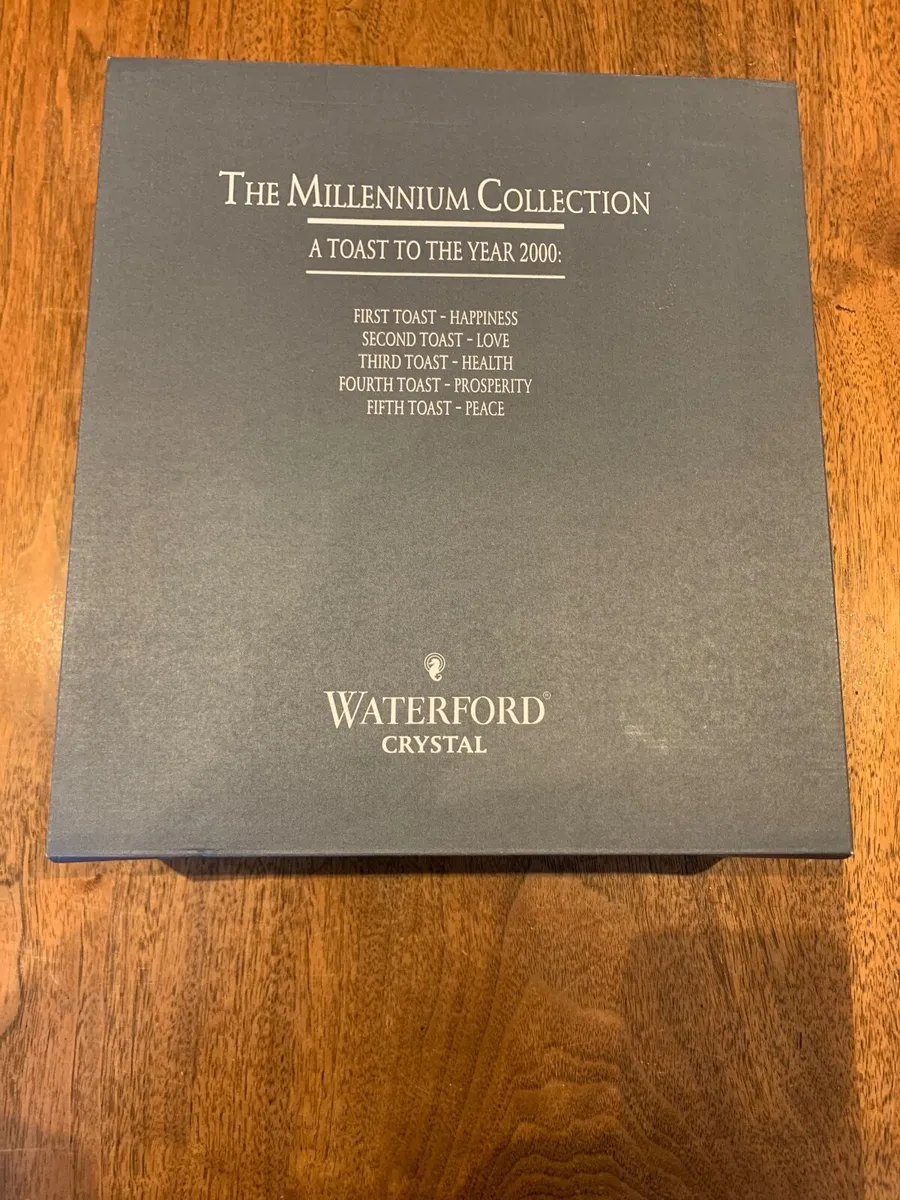 THE MILLENNIUM COLLECTION
A TOAST TO THE YEAR 2000:
FIRST TOAST - HAPPINESS
SECOND TOAST - LOVE
THIRD TOAST - HEALTH
FOURTH TOAST - PROSPERITY
FIFTH TOAST - PEACE
WATERFORD®
CRYSTAL